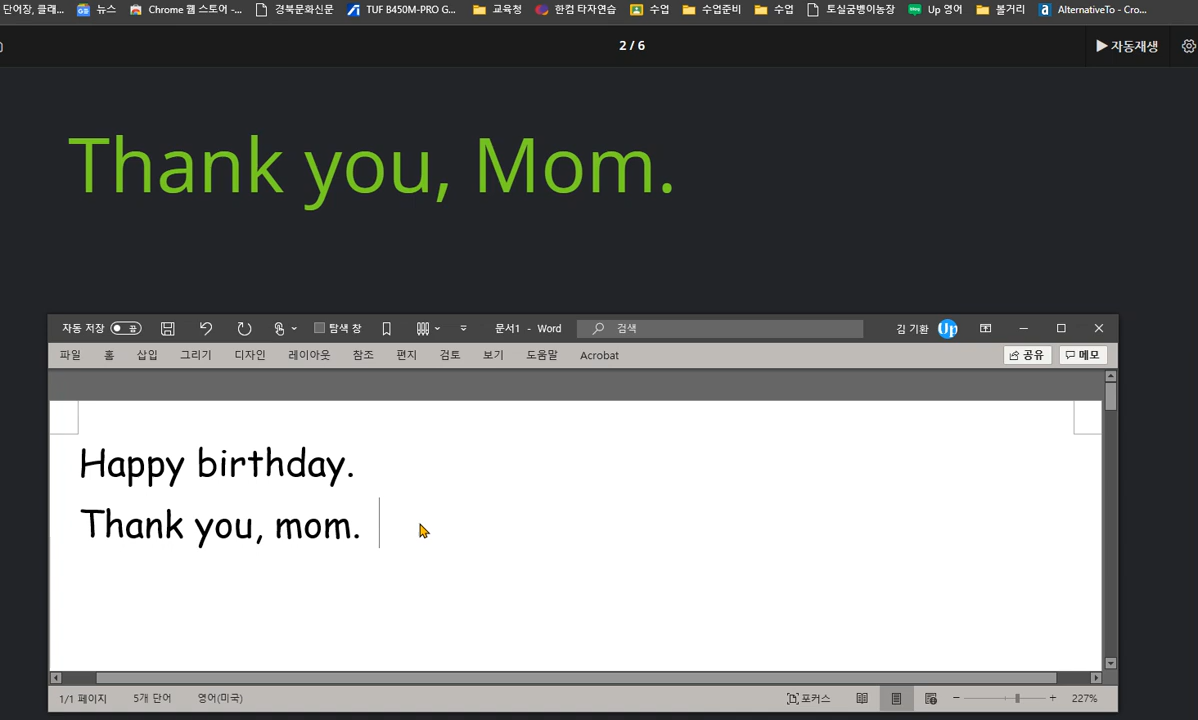 단어장, 클래... 뉴스 Chrome 웹 스토어 -... 경북문화신문 TUF B450M-PRO G... 교육청 한컴 타자연습 수업 수업준비 수업 토실굼벵이농장 Up 영어 볼거리 AlternativeTo - Cro...
2 / 6 자동재생
Thank you, Mom.
자동 저장 끔 탐색 창 문서1 - Word 검색 김 기환 Up
파일 홈 삽입 그리기 디자인 레이아웃 참조 편지 검토 보기 도움말 Acrobat 공유 메모
Happy birthday.
Thank you, mom.
1/1 페이지 5개 단어 영어(미국) 포커스 227%